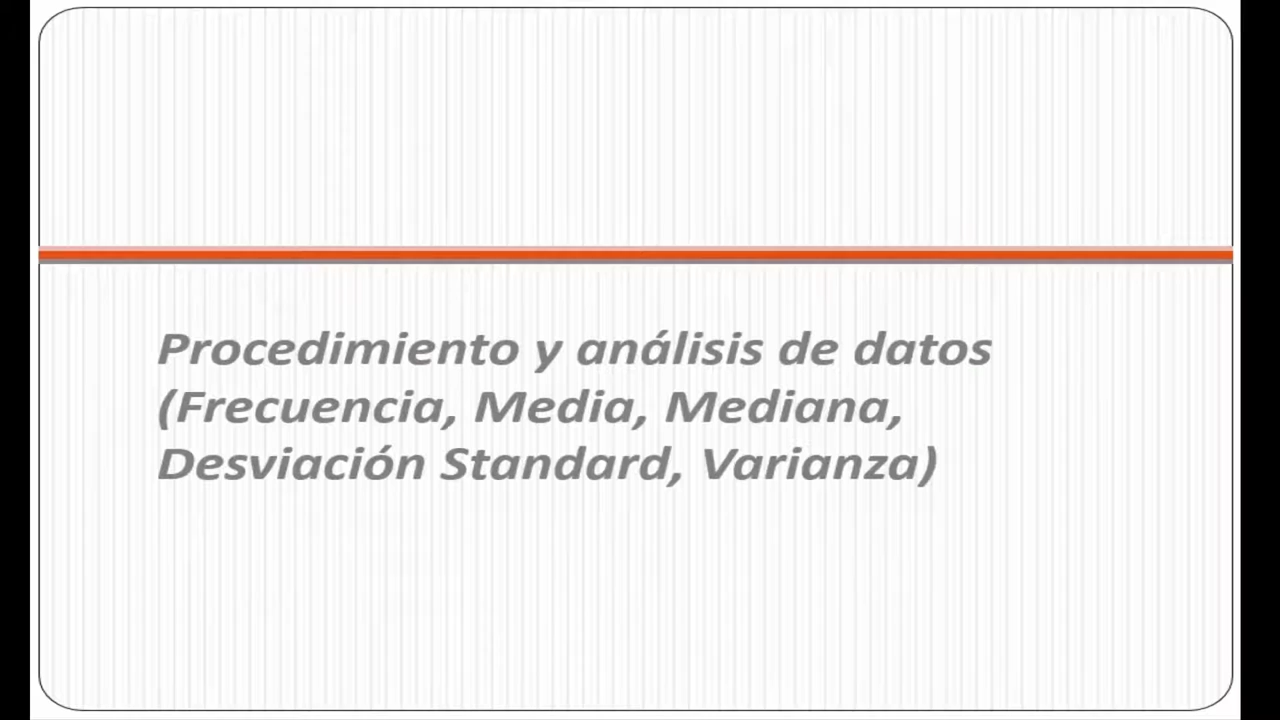 Procedimiento y análisis de datos
(Frecuencia, Media, Mediana,
Desviación Standard, Varianza)